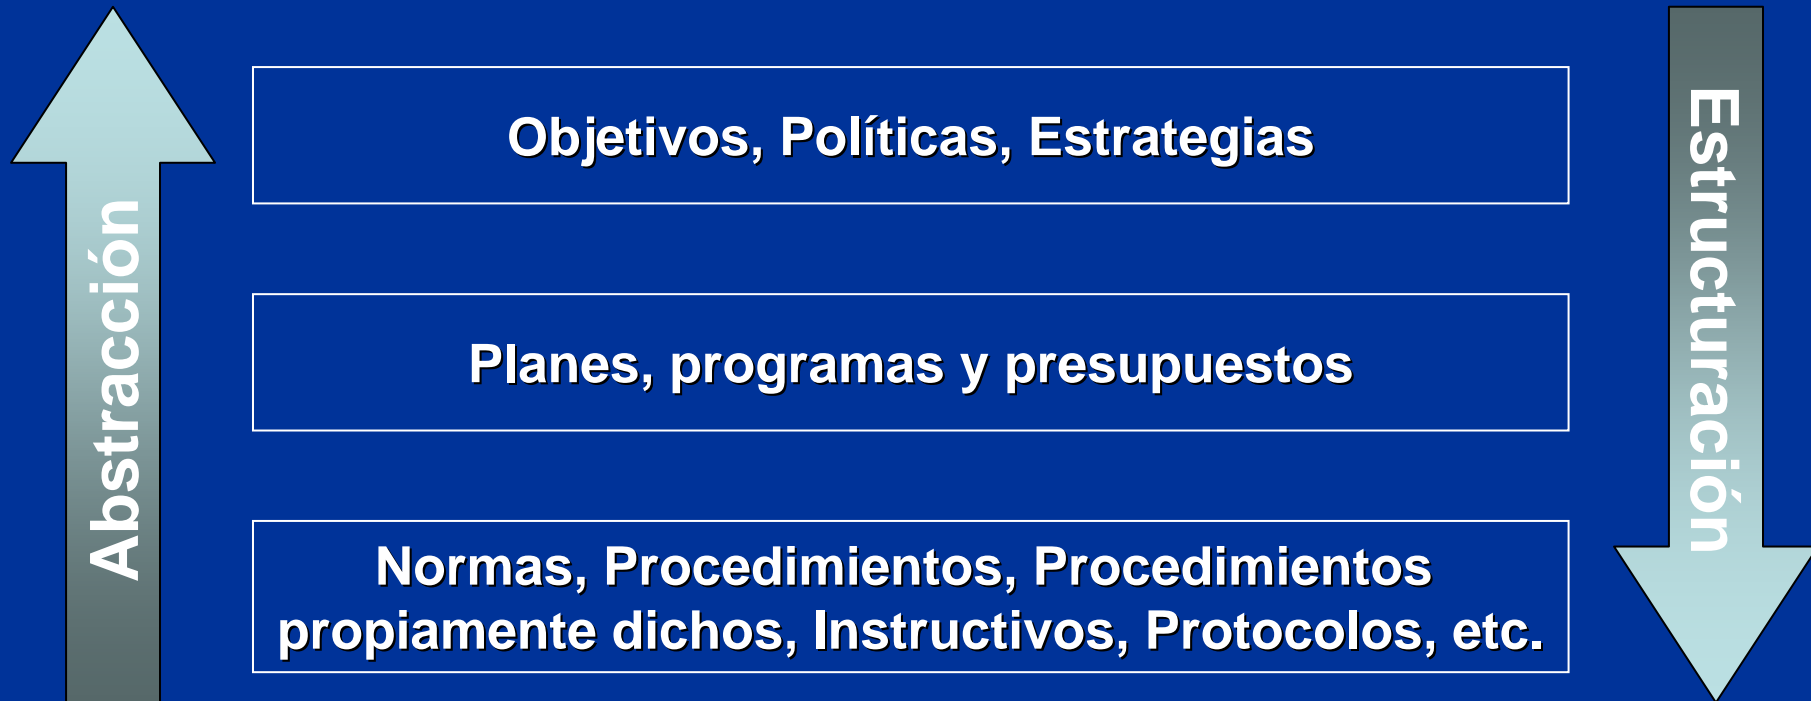 Abstracción
Objetivos, Políticas, Estrategias
Planes, programas y presupuestos
Normas, Procedimientos, Procedimientos
propiamente dichos, Instructivos, Protocolos, etc.
Estructuración